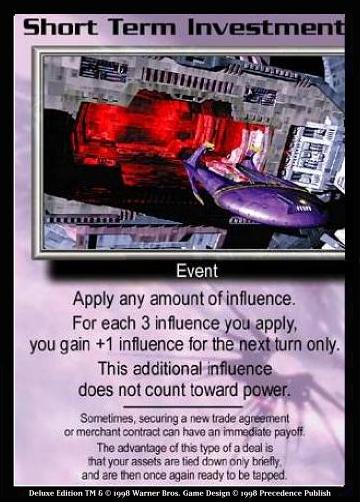 Short Term Investment
Event
Apply any amount of influence.
For each 3 influence you apply,
you gain +1 influence for the next turn only.
This additional influence
does not count toward power.
Sometimes, securing a new trade agreement
or merchant contract can have an immediate payoff.
The advantage of this type of a deal is
that your assets are tied down only briefly,
and are then once again ready to be tapped.
Deluxe Edition TM & © 1998 Warner Bros. Game Design © 1998 Precedence Publish